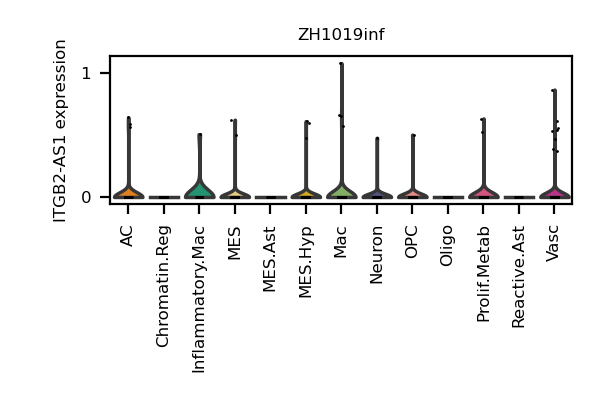 ZH1019inf
ITGB2-AS1 expression
1
0
AC
Chromatin.Reg
Inflammatory.Mac
MES
MES.Ast
MES.Hyp
Mac
Neuron
OPC
Oligo
Prolif.Metab
Reactive.Ast
Vasc